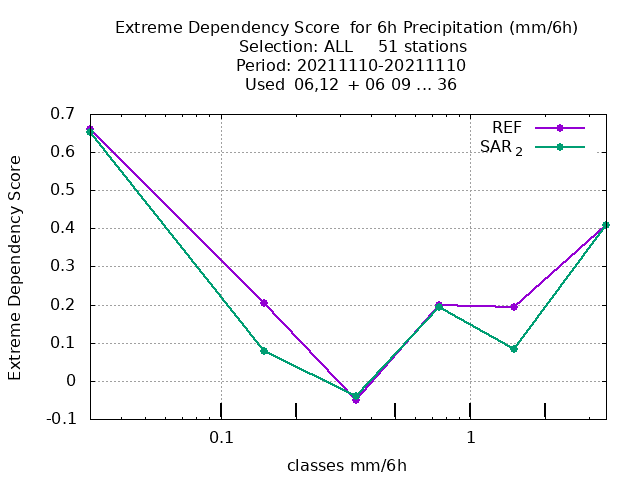 Extreme Dependency Score  for 6h Precipitation (mm/6h)
Selection: ALL     51 stations
Period: 20211110-20211110
Used  06,12  + 06 09 ... 36
REF
SAR 2
Extreme Dependency Score
0.7
0.6
0.5
0.4
0.3
0.2
0.1
0
-0.1
0.1
1
classes mm/6h